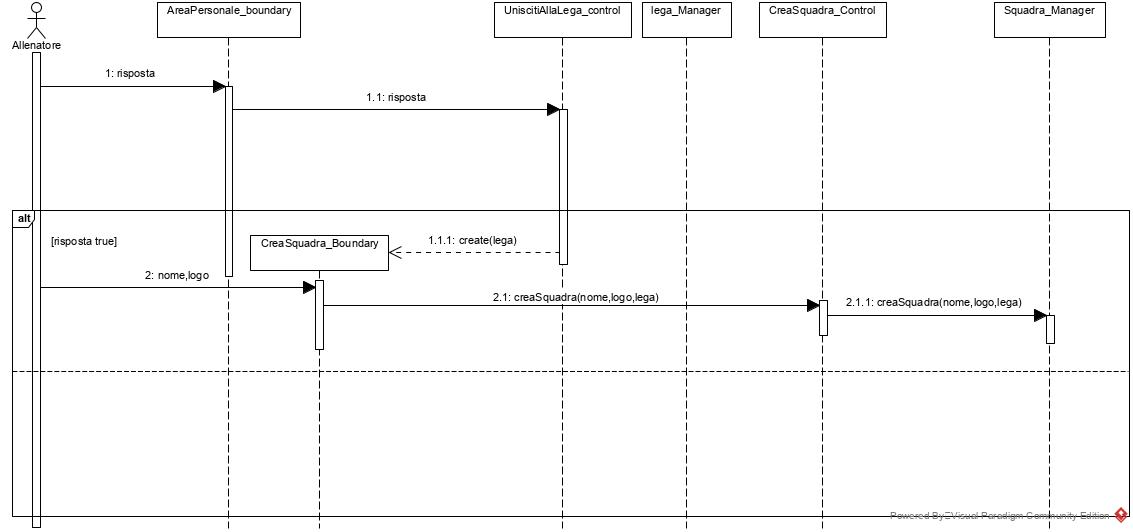 AreaPersonale_boundary
UniscitiAllaLega_control
lega_Manager
CreaSquadra_Control
Squadra_Manager
Allenatore
1: risposta
1.1: risposta
alt
[risposta true]
CreaSquadra_Boundary
1.1.1: create(lega)
2: nome,logo
2.1: creaSquadra(nome,logo,lega)
2.1.1: creaSquadra(nome,logo,lega)
Powered By Visual Paradigm Community Edition